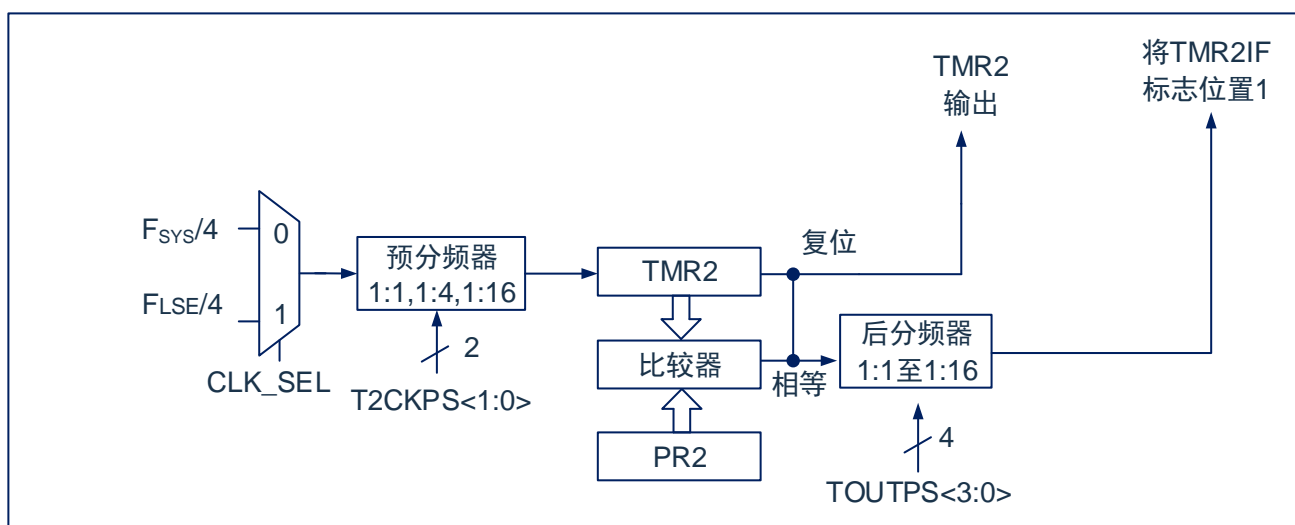 TMR2
输出
将TMR2IF
标志位置1
FSYS/4
0
FLSE/4
1
CLK_SEL
预分频器
1:1,1:4,1:16
2
T2CKPS<1:0>
TMR2
复位
比较器
相等
PR2
后分频器
1:1至1:16
4
TOUTPS<3:0>